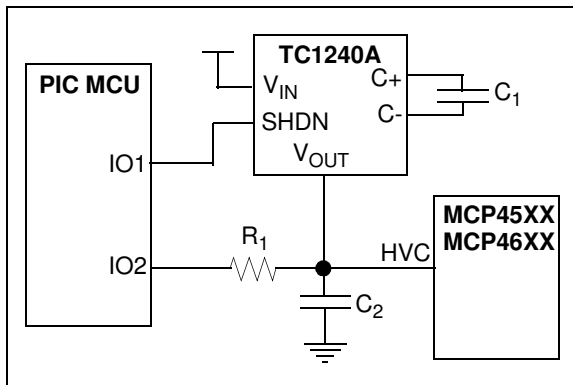 TC1240A
PIC MCU
C+
VIN
C1
C-
SHDN
VOUT
IO1
MCP45XX
MCP46XX
R1
IO2
HVC
C2